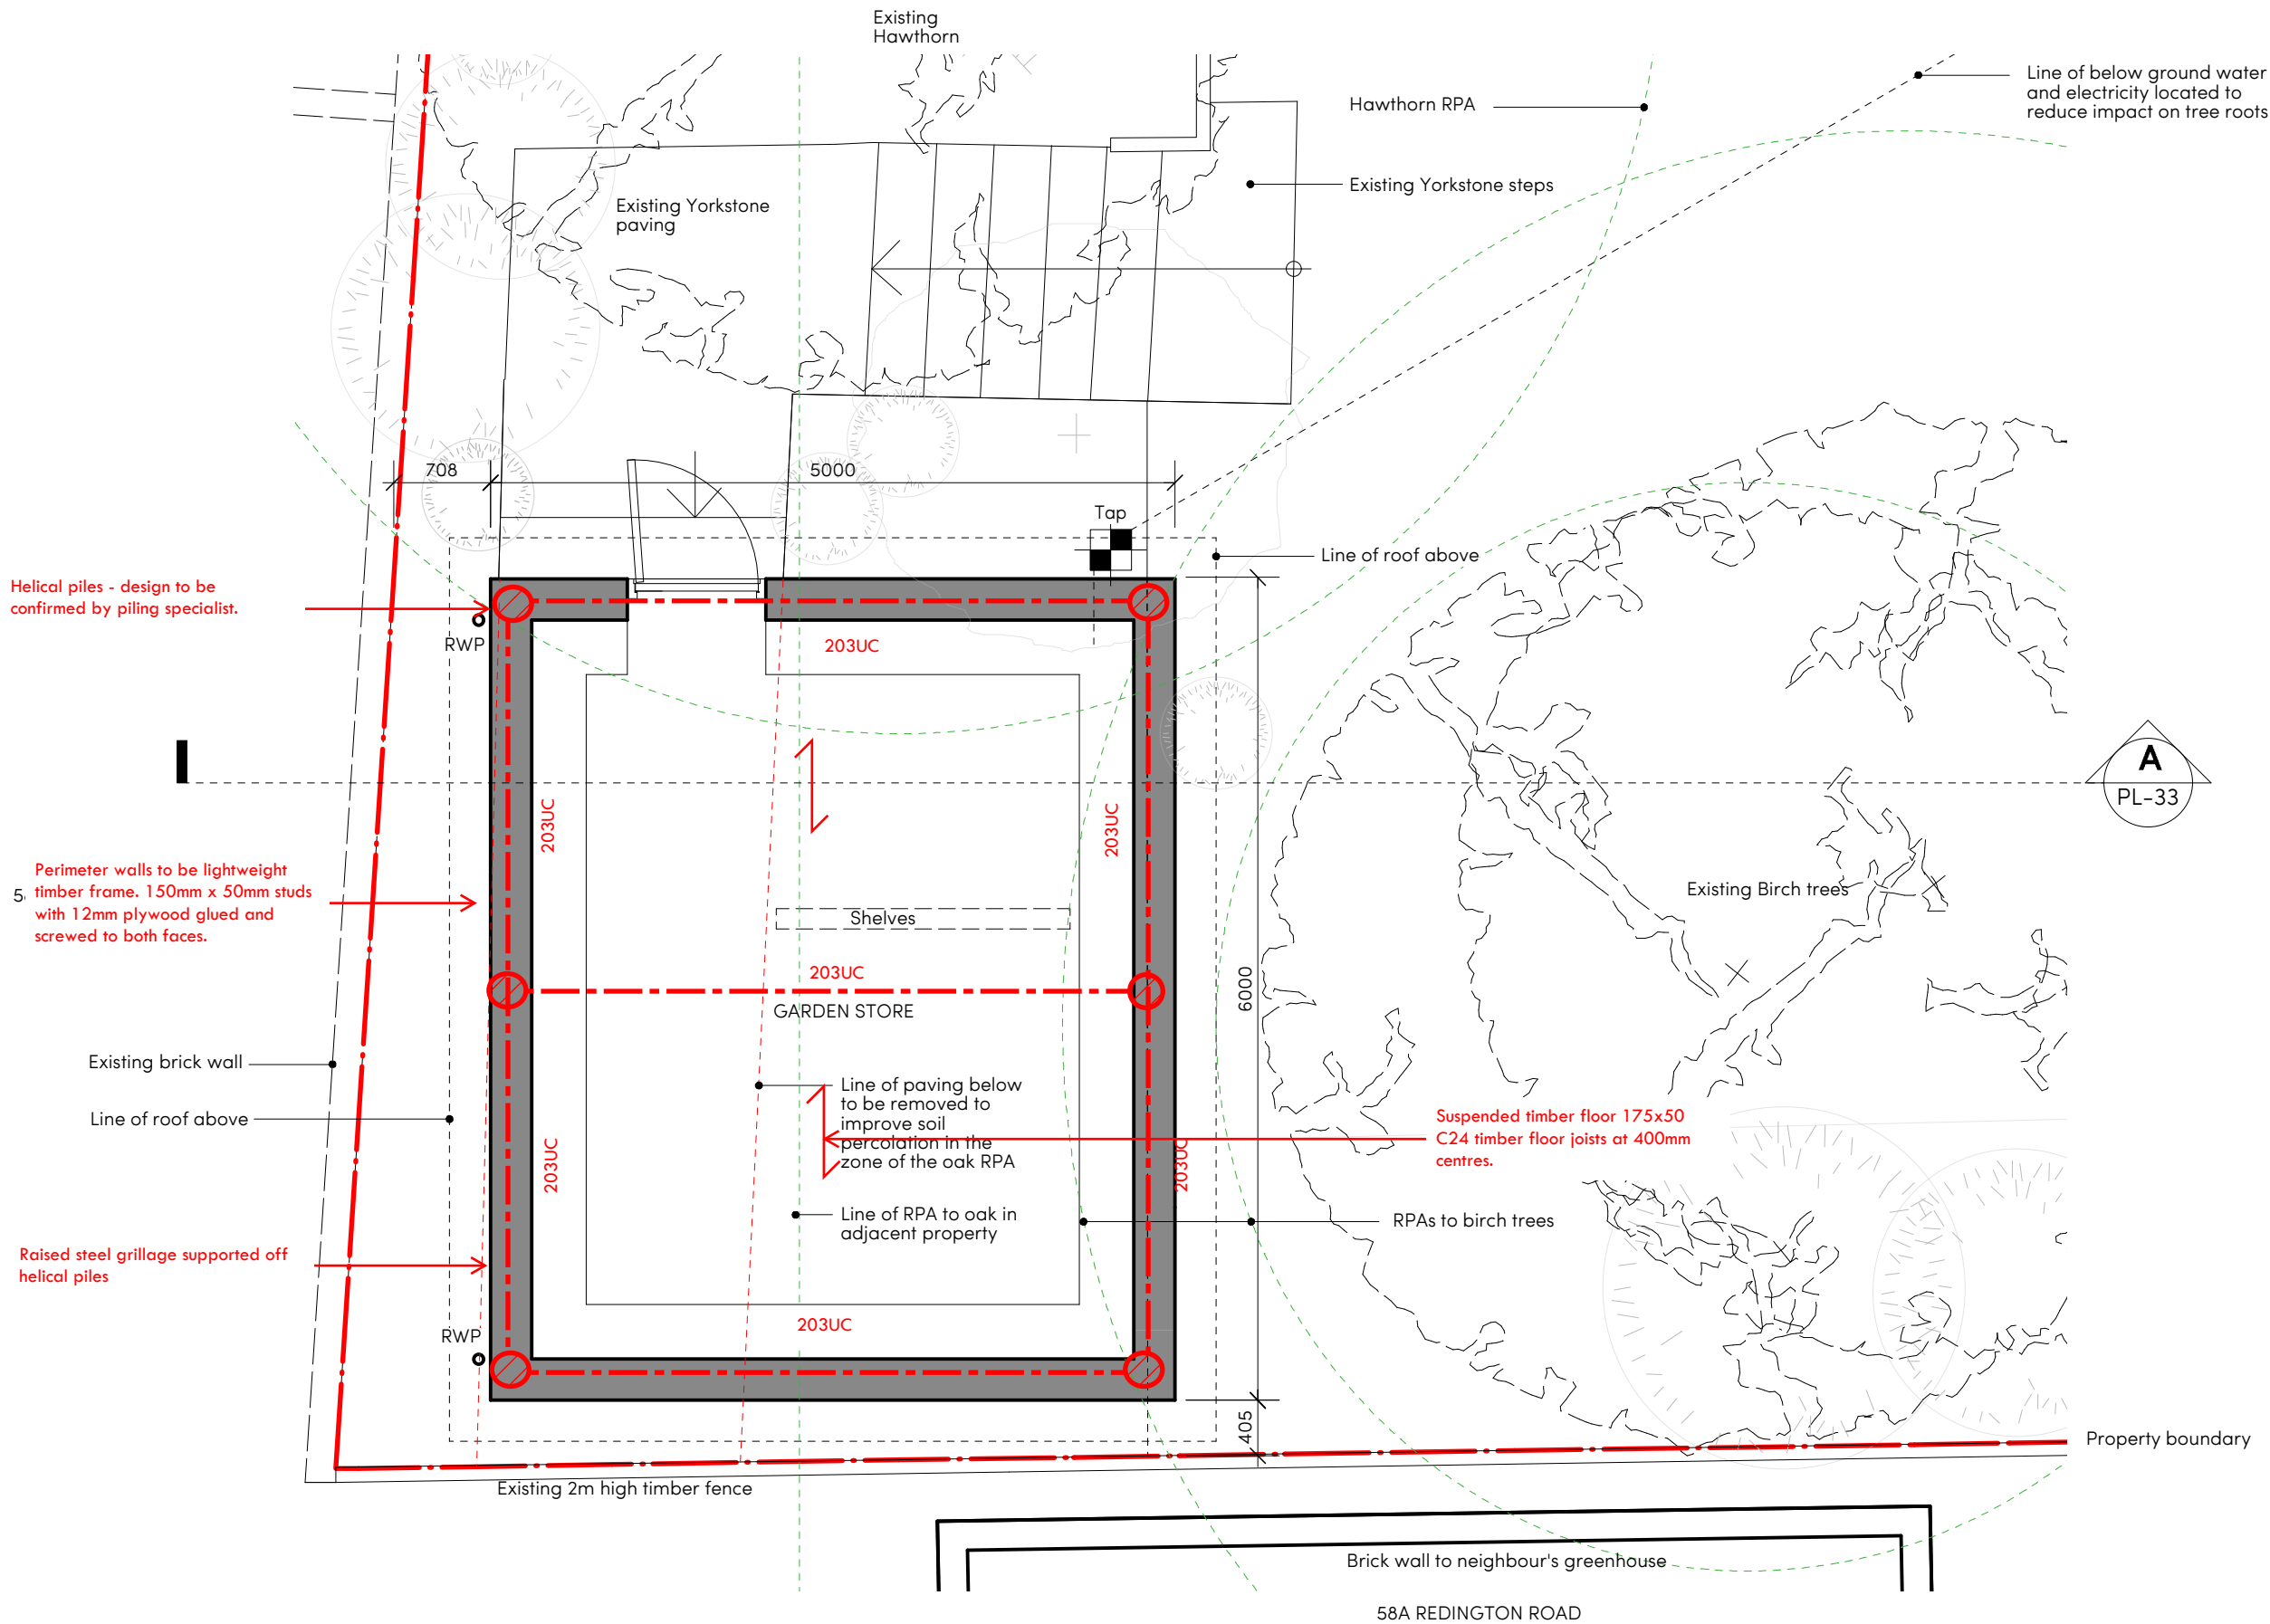 Existing
Hawthorn
Line of below ground water
and electricity located to
reduce impact on tree roots
Hawthorn RPA
Existing Yorkstone steps
Existing Yorkstone
paving
708
5000
Tap
Line of roof above
Helical piles - design to be
confirmed by piling specialist.
RWP
203UC
A
PL-33
203UC
203UC
Perimeter walls to be lightweight
timber frame. 150mm x 50mm studs
with 12mm plywood glued and
screwed to both faces.
5
Existing Birch trees
Shelves
203UC
6000
GARDEN STORE
Existing brick wall
Line of paving below
to be removed to
improve soil
percolation in the
zone of the oak RPA
Line of roof above
Suspended timber floor 175x50
C24 timber floor joists at 400mm
centres.
203UC
203UC
Line of RPA to oak in
adjacent property
RPAs to birch trees
Raised steel grillage supported off
helical piles
203UC
RWP
405
Property boundary
Existing 2m high timber fence
Brick wall to neighbour's greenhouse
58A REDINGTON ROAD